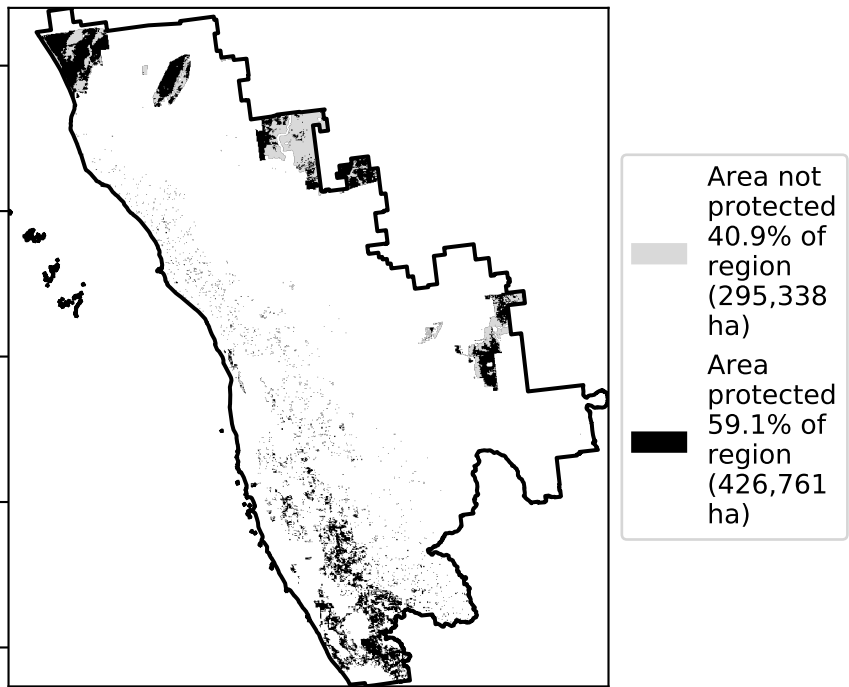 Area not
protected
40.9% of
region
(295,338
ha)
Area
protected
59.1% of
region
(426,761
ha)